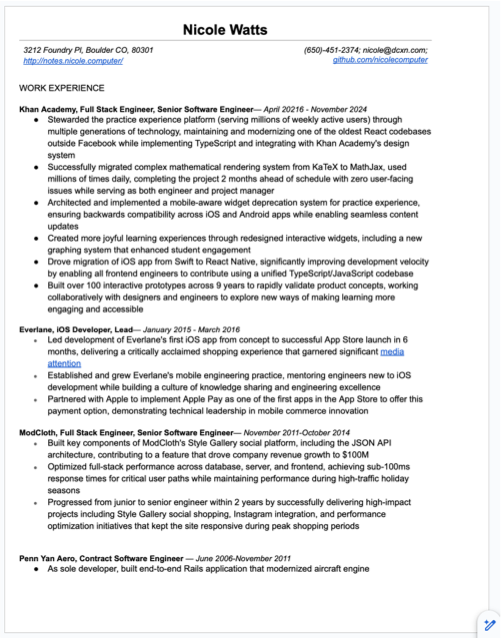 Nicole Watts
3212 Foundry Pl, Boulder CO, 80301
(650)-451-2374; nicole@dcxn.com;
http://notes.nicole.computer/
github.com/nicolecomputer
WORK EXPERIENCE
Khan Academy, Full Stack Engineer, Senior Software Engineer— April 20216 - November 2024
● Stewarded the practice experience platform (serving millions of weekly active users) through
multiple generations of technology, maintaining and modernizing one of the oldest React codebases
outside Facebook while implementing TypeScript and integrating with Khan Academy's design
system
● Successfully migrated complex mathematical rendering system from KaTeX to MathJax, used
millions of times daily, completing the project 2 months ahead of schedule with zero user-facing
issues while serving as both engineer and project manager
● Architected and implemented a mobile-aware widget deprecation system for practice experience,
ensuring backwards compatibility across iOS and Android apps while enabling seamless content
updates
● Created more joyful learning experiences through redesigned interactive widgets, including a new
graphing system that enhanced student engagement
● Drove migration of iOS app from Swift to React Native, significantly improving development velocity
by enabling all frontend engineers to contribute using a unified TypeScript/JavaScript codebase
● Built over 100 interactive prototypes across 9 years to rapidly validate product concepts, working
collaboratively with designers and engineers to explore new ways of making learning more
engaging and accessible
Everlane, iOS Developer, Lead— January 2015 - March 2016
● Led development of Everlane's first iOS app from concept to successful App Store launch in 6
months, delivering a critically acclaimed shopping experience that garnered significant media
attention
● Established and grew Everlane's mobile engineering practice, mentoring engineers new to iOS
development while building a culture of knowledge sharing and engineering excellence
● Partnered with Apple to implement Apple Pay as one of the first apps in the App Store to offer this
payment option, demonstrating technical leadership in mobile commerce innovation
ModCloth, Full Stack Engineer, Senior Software Engineer— November 2011-October 2014
● Built key components of ModCloth's Style Gallery social platform, including the JSON API
architecture, contributing to a feature that drove company revenue growth to $100M
● Optimized full-stack performance across database, server, and frontend, achieving sub-100ms
response times for critical user paths while maintaining performance during high-traffic holiday
seasons
● Progressed from junior to senior engineer within 2 years by successfully delivering high-impact
projects including Style Gallery social shopping, Instagram integration, and performance
optimization initiatives that kept the site responsive during peak shopping periods
Penn Yan Aero, Contract Software Engineer — June 2006-November 2011
● As sole developer, built end-to-end Rails application that modernized aircraft engine